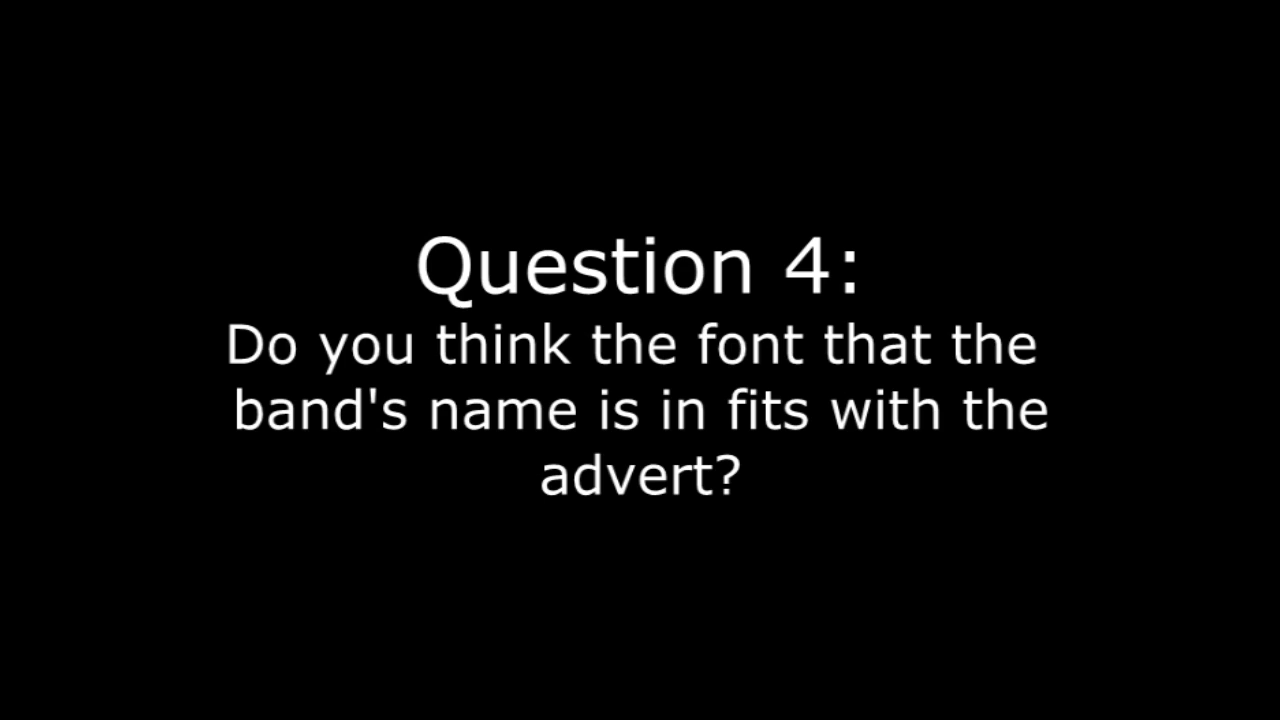 Question 4:
Do you think the font that the
band's name is in fits with the
advert?